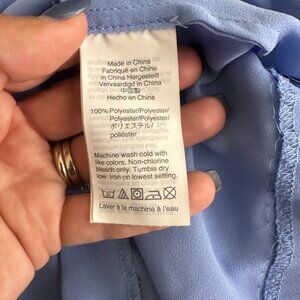 Made in China
Fabriqué en Chine
in China Hergestellt
Vervaardigd in China
中国製
Hecho en China
100% Polyester/Polyester/
Polyester/Polyester/
ポリエステル/
poliéster
Machine wash cold with
like colors. Non-chlorine
bleach only. Tumble dry
low. Iron on lowest setting.
Laver à la machine à l'eau